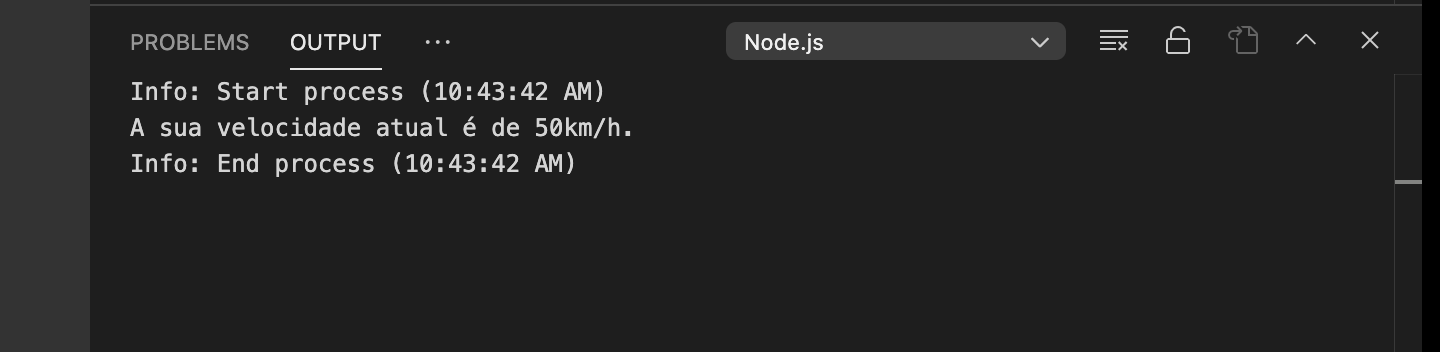 PROBLEMS OUTPUT ··· Node.js
Info: Start process (10:43:42 AM)
A sua velocidade atual é de 50km/h.
Info: End process (10:43:42 AM)